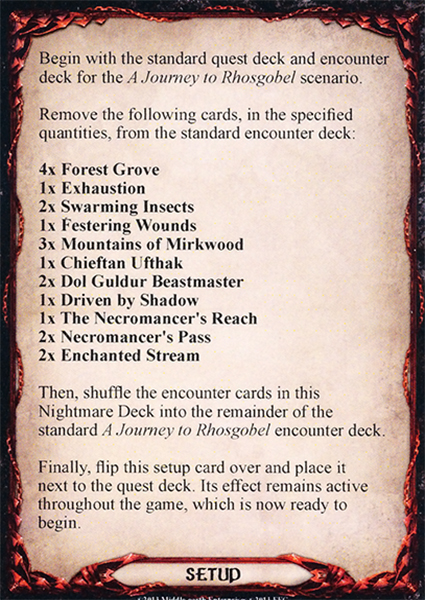 Begin with the standard quest deck and encounter
deck for the A Journey to Rhosgobel scenario.
Remove the following cards, in the specified
quantities, from the standard encounter deck:
4x Forest Grove
1x Exhaustion
2x Swarming Insects
1x Festering Wounds
3x Mountains of Mirkwood
1x Chieftan Ufthak
2x Dol Guldur Beastmaster
1x Driven by Shadow
1x The Necromancer's Reach
2x Necromancer's Pass
2x Enchanted Stream
Then, shuffle the encounter cards in this
Nightmare Deck into the remainder of the
standard A Journey to Rhosgobel encounter deck.
Finally, flip this setup card over and place it
next to the quest deck. Its effect remains active
throughout the game, which is now ready to
begin.
SETUP